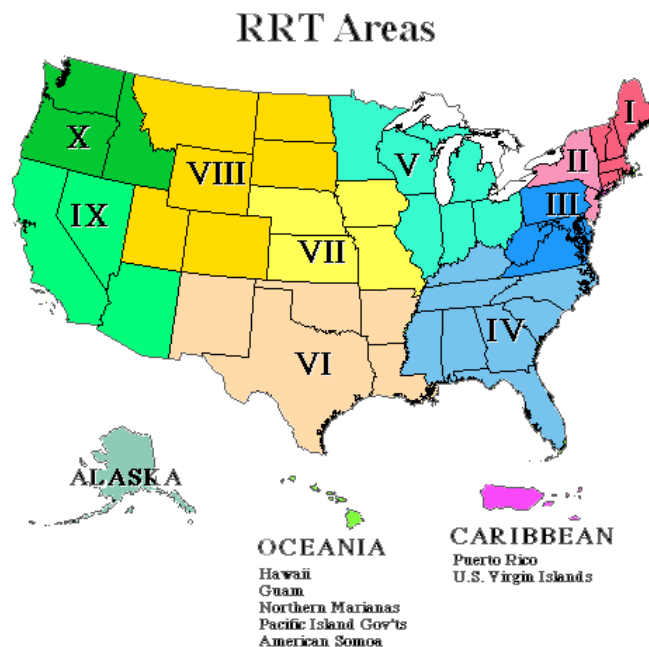 RRT Areas
I
II
III
IV
V
VI
VII
VIII
IX
X
ALASKA
OCEANIA
Hawaii
Guam
Northern Marianas
Pacific Island Gov'ts
American Somoa
CARIBBEAN
Puerto Rico
U.S. Virgin Islands